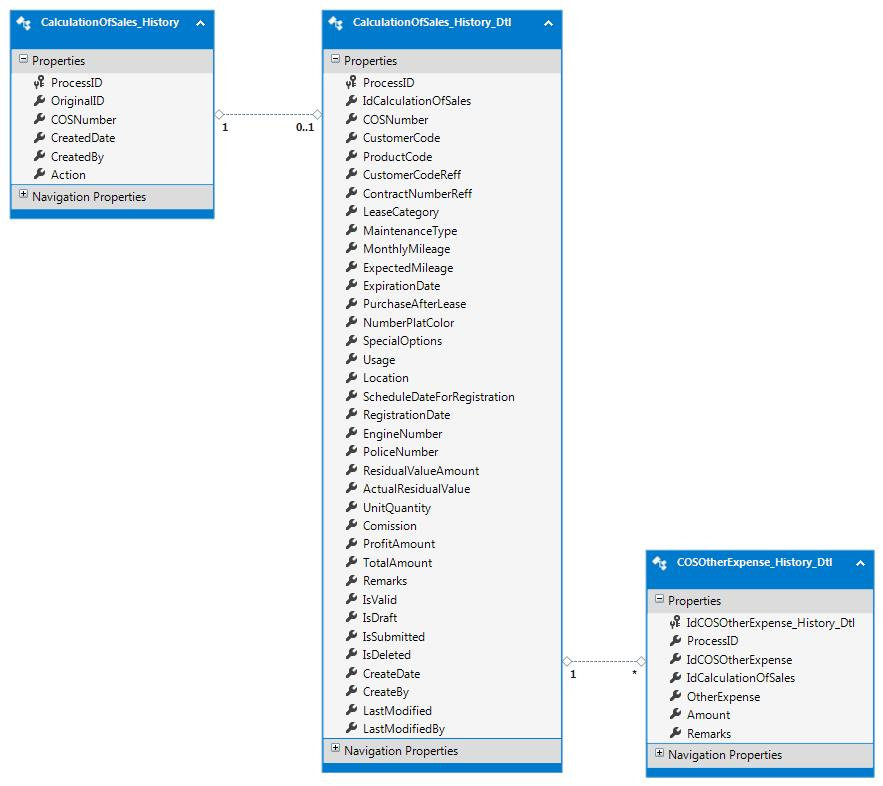 CalculationOfSales_History
Properties
ProcessID
OriginalID
COSNumber
CreatedDate
CreatedBy
Action
Navigation Properties
1
0..1
CalculationOfSales_History_Dtl
Properties
ProcessID
IdCalculationOfSales
COSNumber
CustomerCode
ProductCode
CustomerCodeReff
ContractNumberReff
LeaseCategory
MaintenanceType
MonthlyMileage
ExpectedMileage
ExpirationDate
PurchaseAfterLease
NumberPlatColor
SpecialOptions
Usage
Location
ScheduleDateForRegistration
RegistrationDate
EngineNumber
PoliceNumber
ResidualValueAmount
ActualResidualValue
UnitQuantity
Comission
ProfitAmount
TotalAmount
Remarks
IsValid
IsDraft
IsSubmitted
IsDeleted
CreateDate
CreateBy
LastModified
LastModifiedBy
Navigation Properties
1
*
COSOtherExpense_History_Dtl
Properties
IdCOSOtherExpense_History_Dtl
ProcessID
IdCOSOtherExpense
IdCalculationOfSales
OtherExpense
Amount
Remarks
Navigation Properties